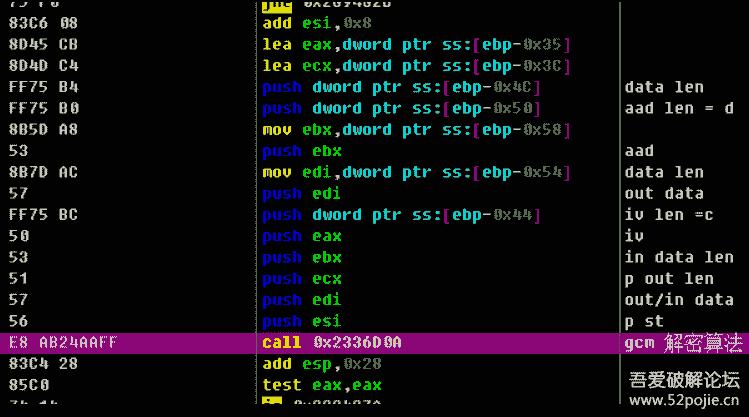 83C6 08 add esi,0x8
8D45 CB lea eax,dword ptr ss:[ebp-0x35]
8D4D C4 lea ecx,dword ptr ss:[ebp-0x3C]
FF75 B4 push dword ptr ss:[ebp-0x4C] data len
FF75 B0 push dword ptr ss:[ebp-0x50] aad len = d
8B5D A8 mov ebx,dword ptr ss:[ebp-0x58]
53 push ebx aad
8B7D AC mov edi,dword ptr ss:[ebp-0x54] data len
57 push edi out data
FF75 BC push dword ptr ss:[ebp-0x44] iv len =c
50 push eax iv
53 push ebx in data len
51 push ecx p out len
57 push edi out/in data
56 push esi p st
E8 AB24AAFF call 0x2336D0A gcm 解密算法
83C4 28 add esp,0x28
85C0 test eax,eax
吾爱破解论坛
www.52pojie.cn